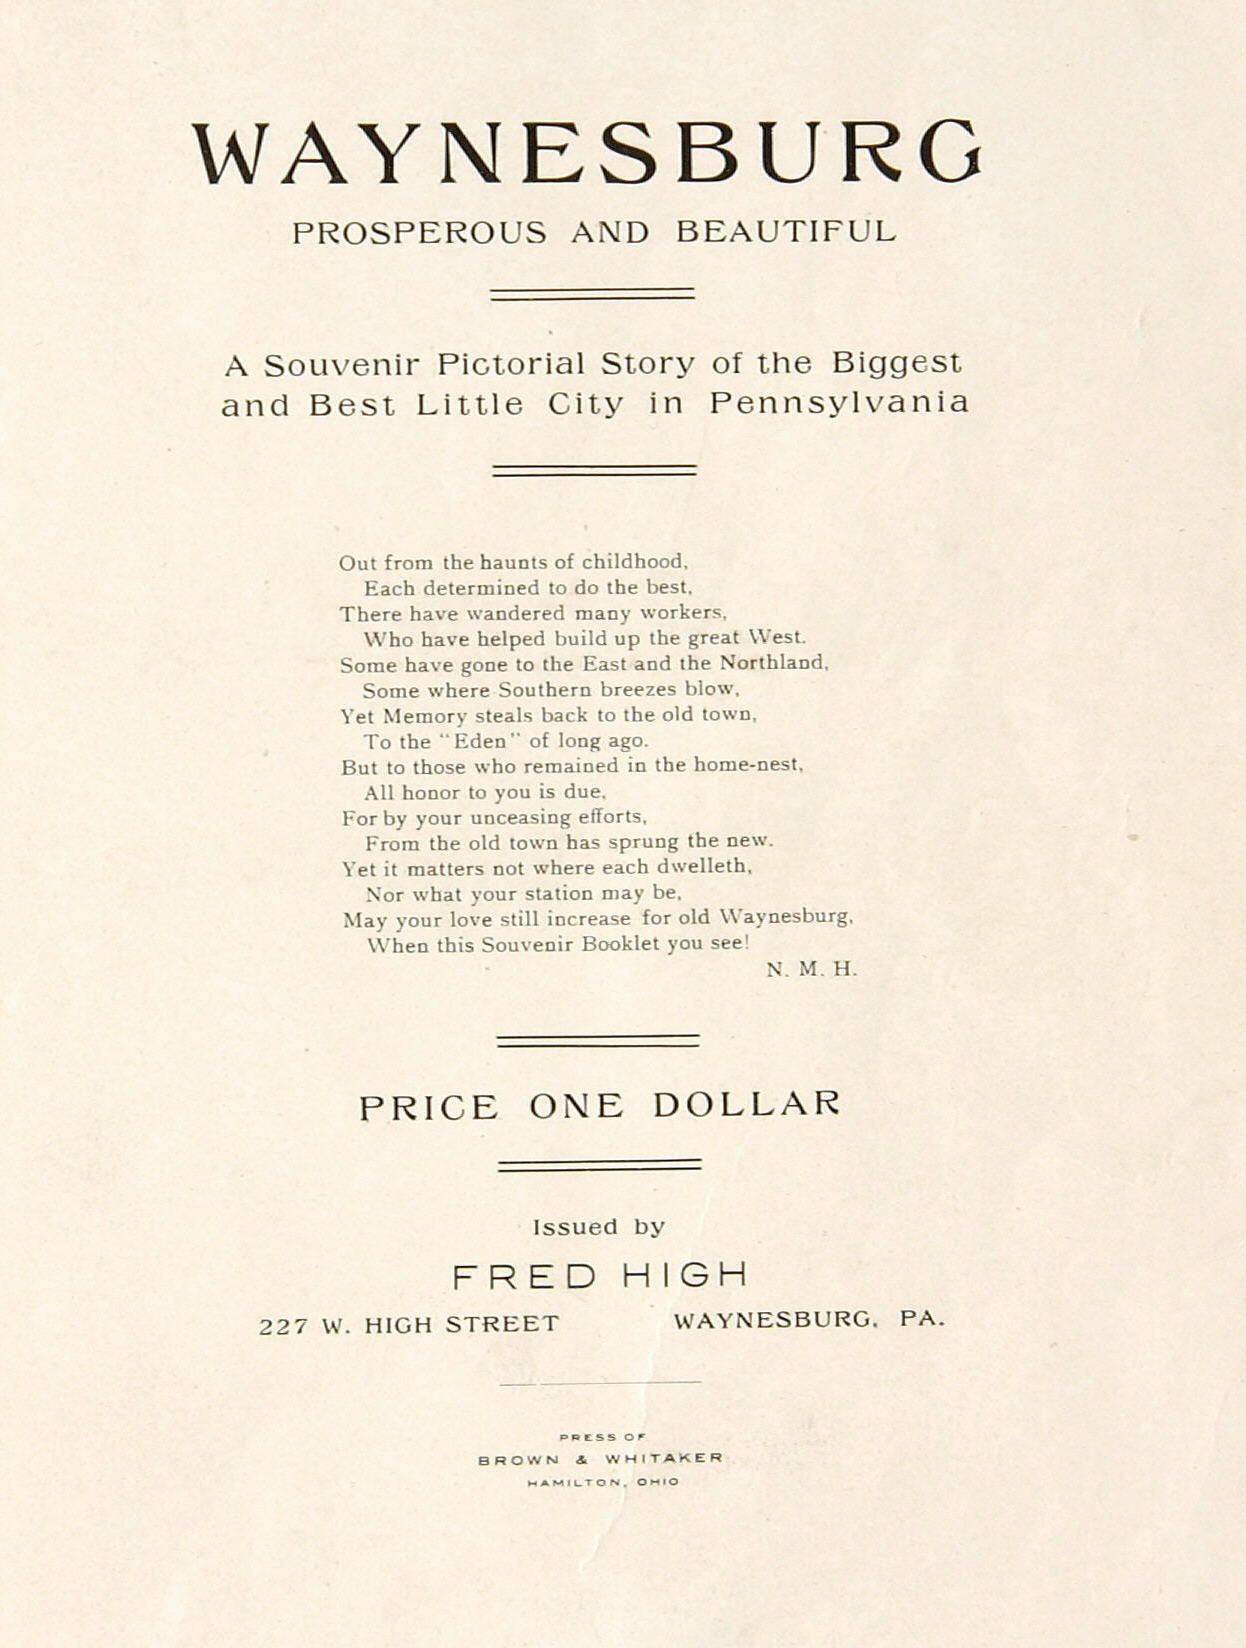 WAYNESBURG
PROSPEROUS AND BEAUTIFUL
A Souvenir Pictorial Story of the Biggest
and Best Little City in Pennsylvania
Out from the haunts of childhood,
Each determined to do the best,
There have wandered many workers,
Who have helped build up the great West.
Some have gone to the East and the Northland,
Some where Southern breezes blow,
Yet Memory steals back to the old town,
To the "Eden" of long ago.
But to those who remained in the home-nest,
All honor to you is due,
For by your unceasing efforts,
From the old town has sprung the new.
Yet it matters not where each dwelleth,
Nor what your station may be,
May your love still increase for old Waynesburg,
When this Souvenir Booklet you see!
N. M. H.
PRICE ONE DOLLAR
Issued by
FRED HIGH
227 W. HIGH STREET WAYNESBURG, PA.
PRESS OF
BROWN & WHITAKER
HAMILTON, OHIO